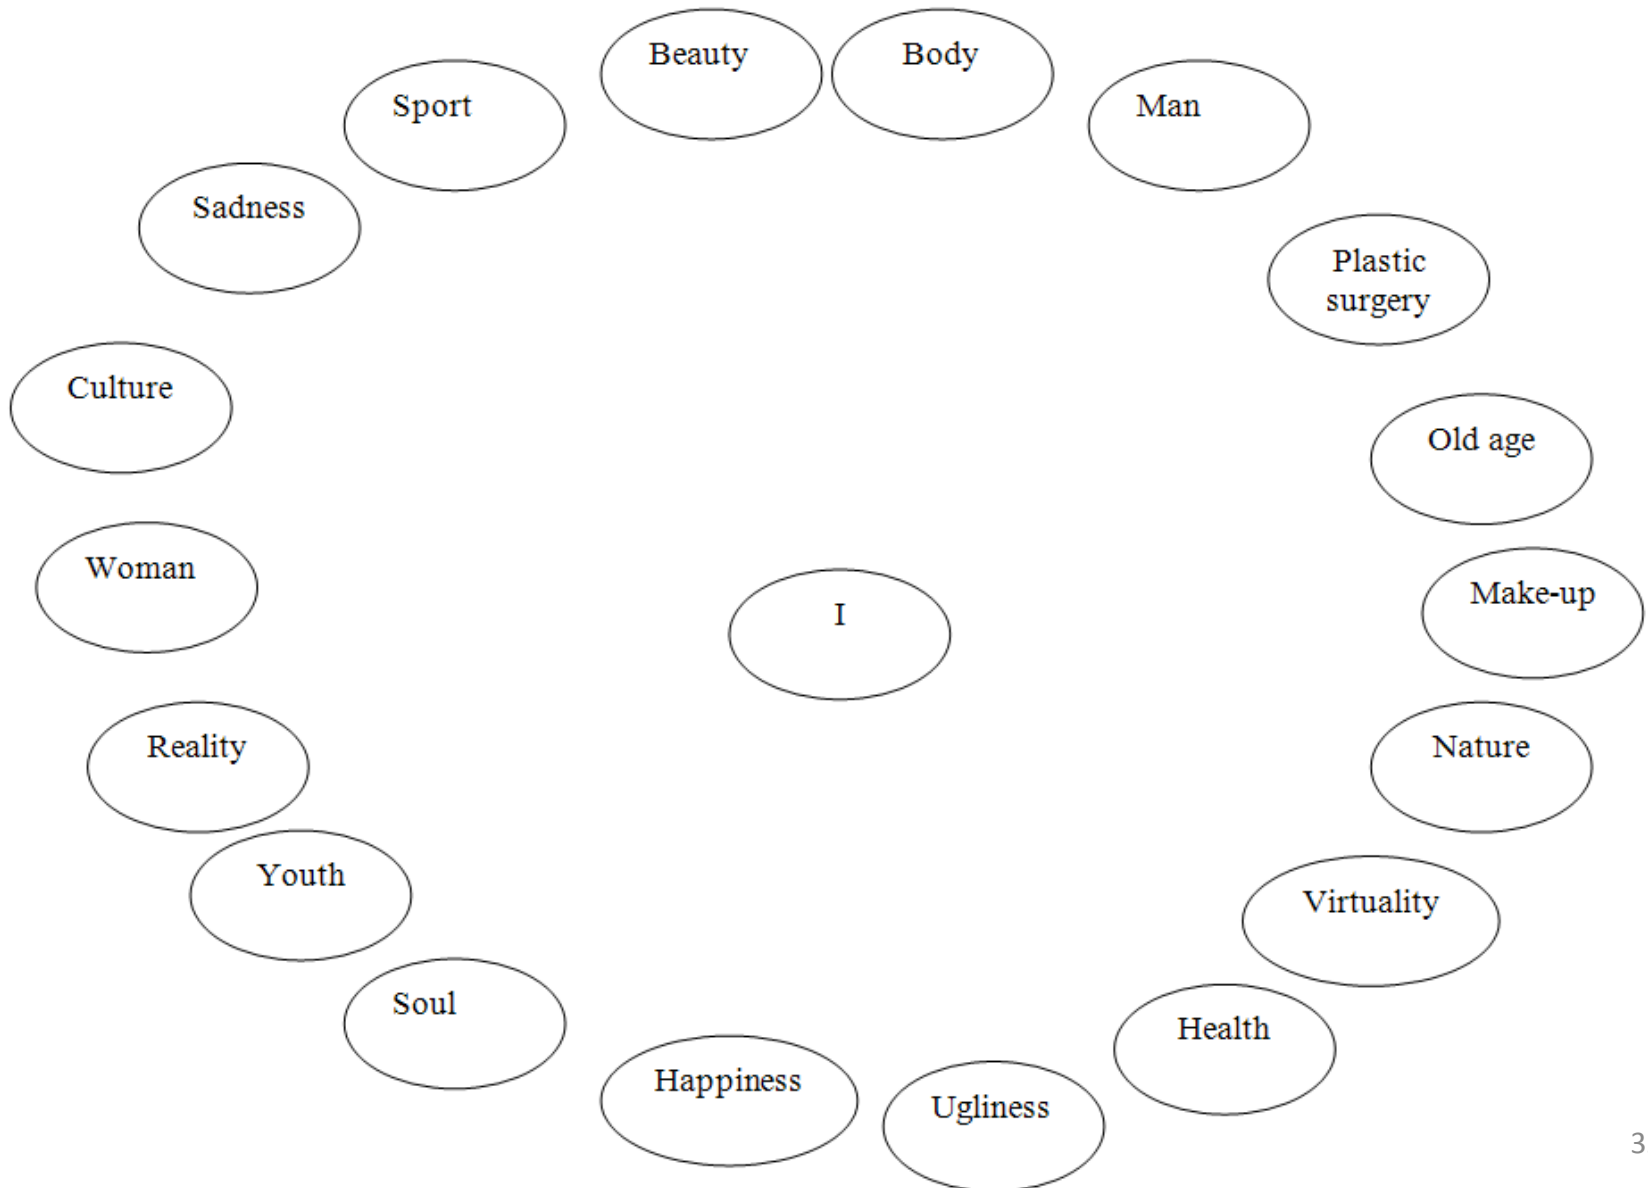 Beauty
Body
Sport
Man
Sadness
Plastic
surgery
Culture
Old age
Woman
Make-up
I
Reality
Nature
Youth
Virtuality
Soul
Health
Happiness
Ugliness
3